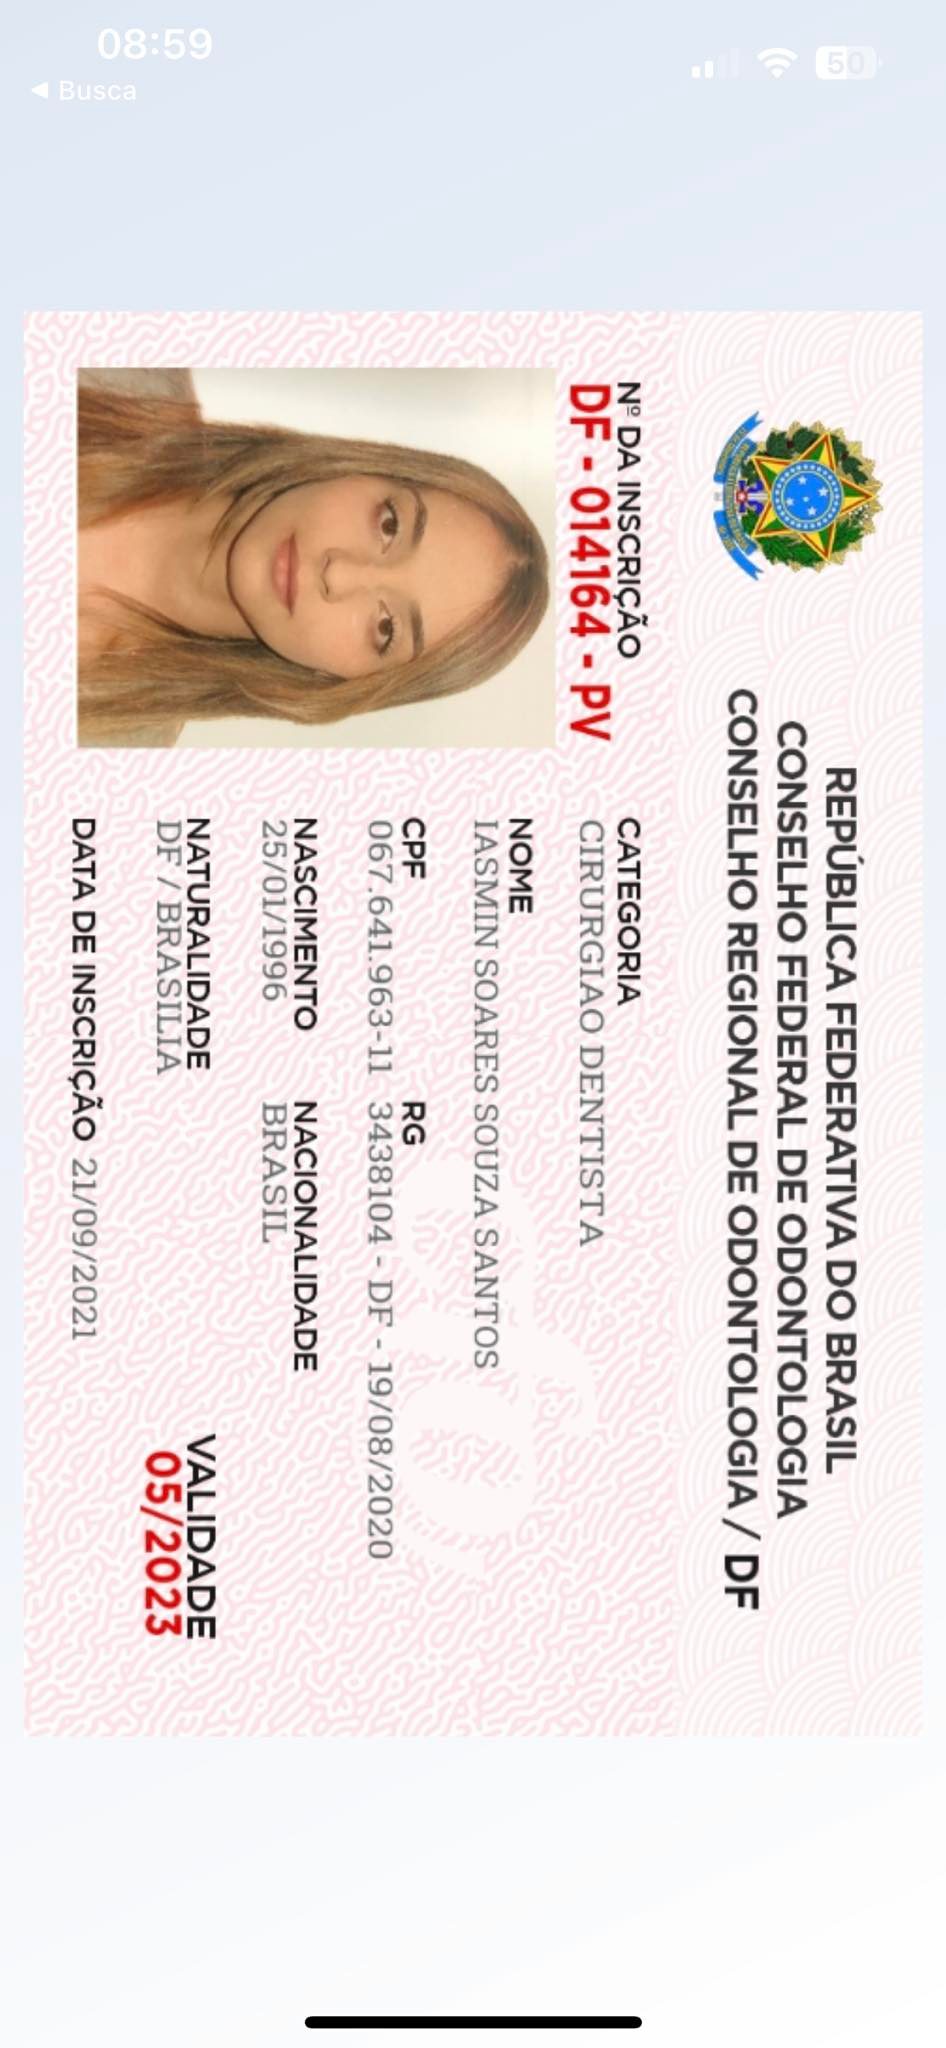 08:59
50
◀ Busca
REPÚBLICA FEDERATIVA DO BRASIL
CONSELHO FEDERAL DE ODONTOLOGIA
CONSELHO REGIONAL DE ODONTOLOGIA / DF
Nº DA INSCRIÇÃO
DF - 014164 - PV
CATEGORIA
CIRURGIAO DENTISTA
NOME
IASMIN SOARES SOUZA SANTOS
CPF RG
067.641.963-11 3438104 - DF - 19/08/2020
NASCIMENTO NACIONALIDADE
25/01/1996 BRASIL
NATURALIDADE VALIDADE
DF / BRASILIA 05/2023
DATA DE INSCRIÇÃO 21/09/2021